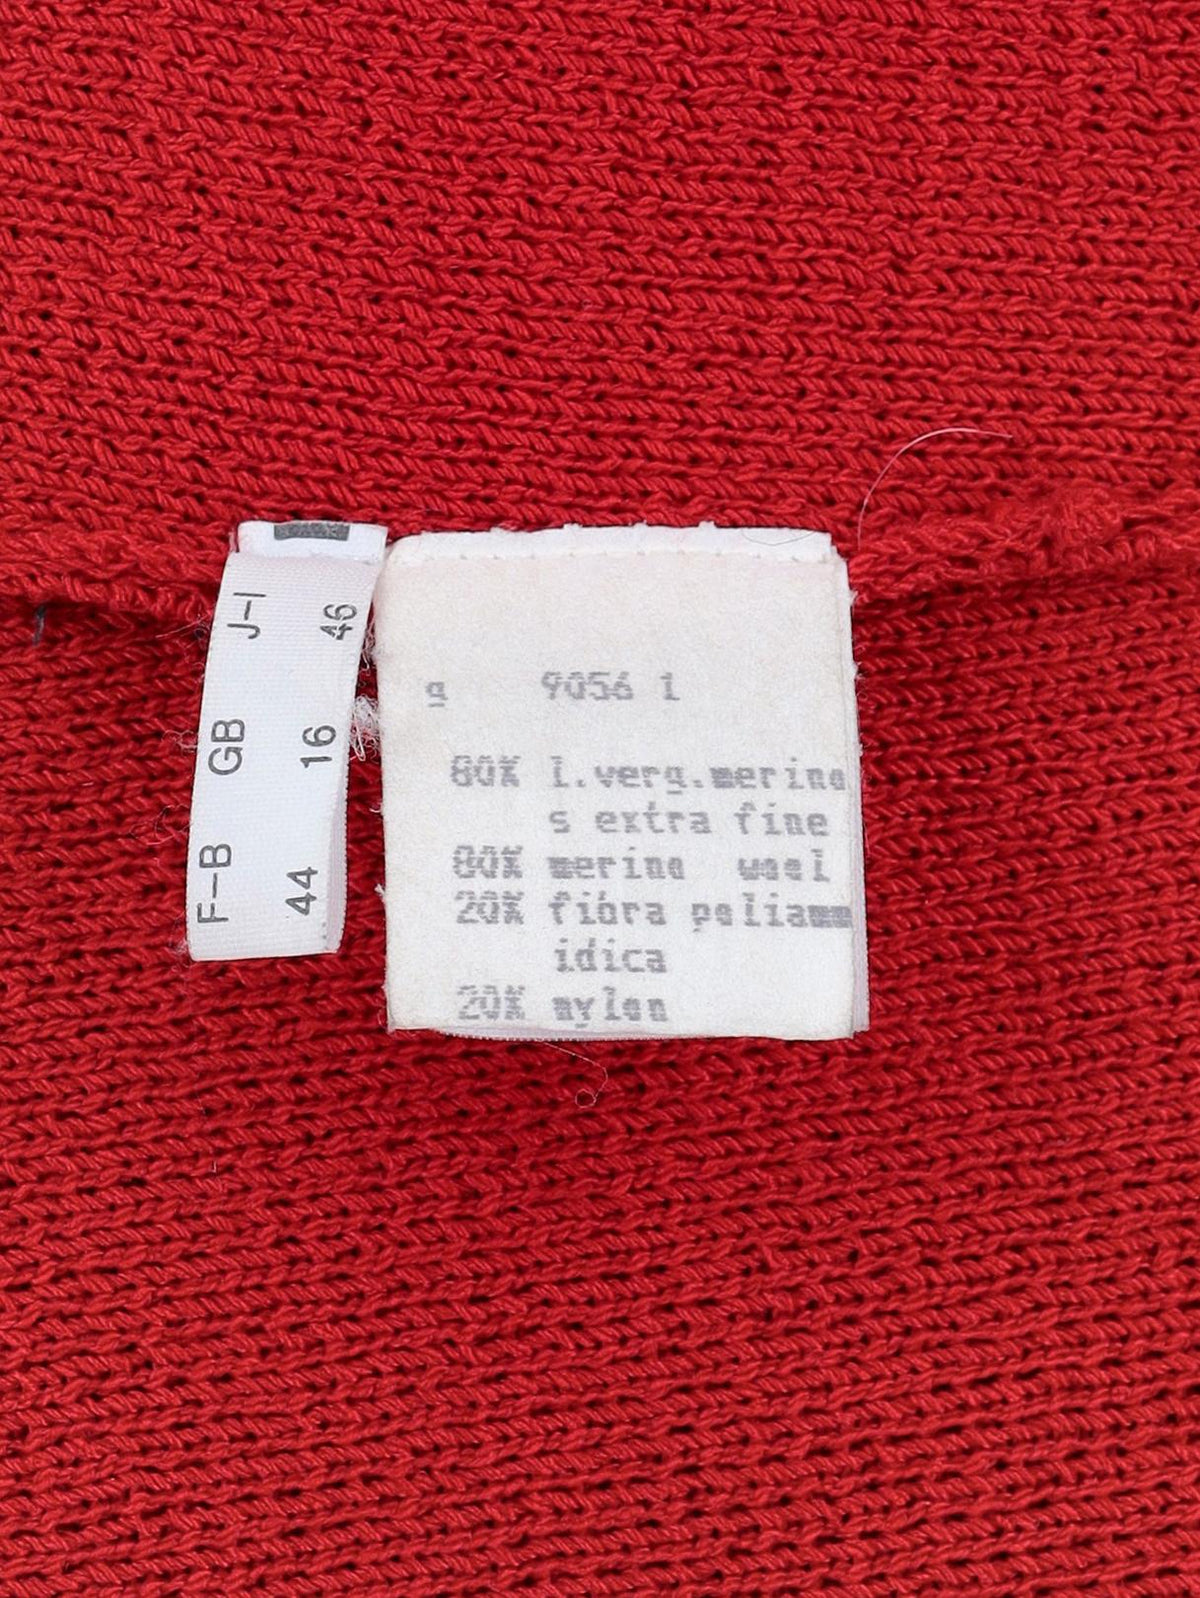 J-I 46
GB 16
F-B 44
g 9056 1
80% l.verg.merino
s extra fine
80% merino wool
20% fibra poliamm
idica
20% nylon